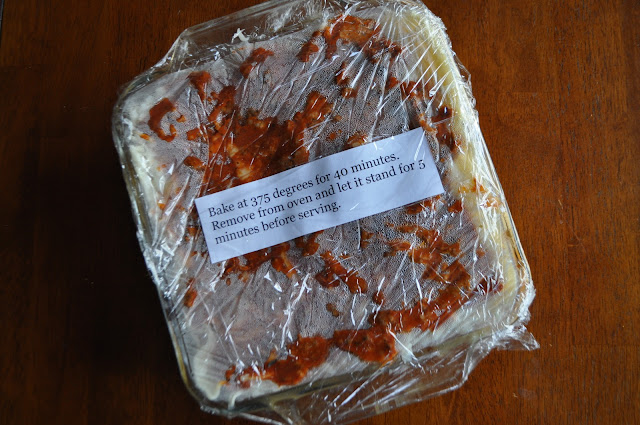 Bake at 375 degrees for 40 minutes.
Remove from oven and let it stand for 5
minutes before serving.